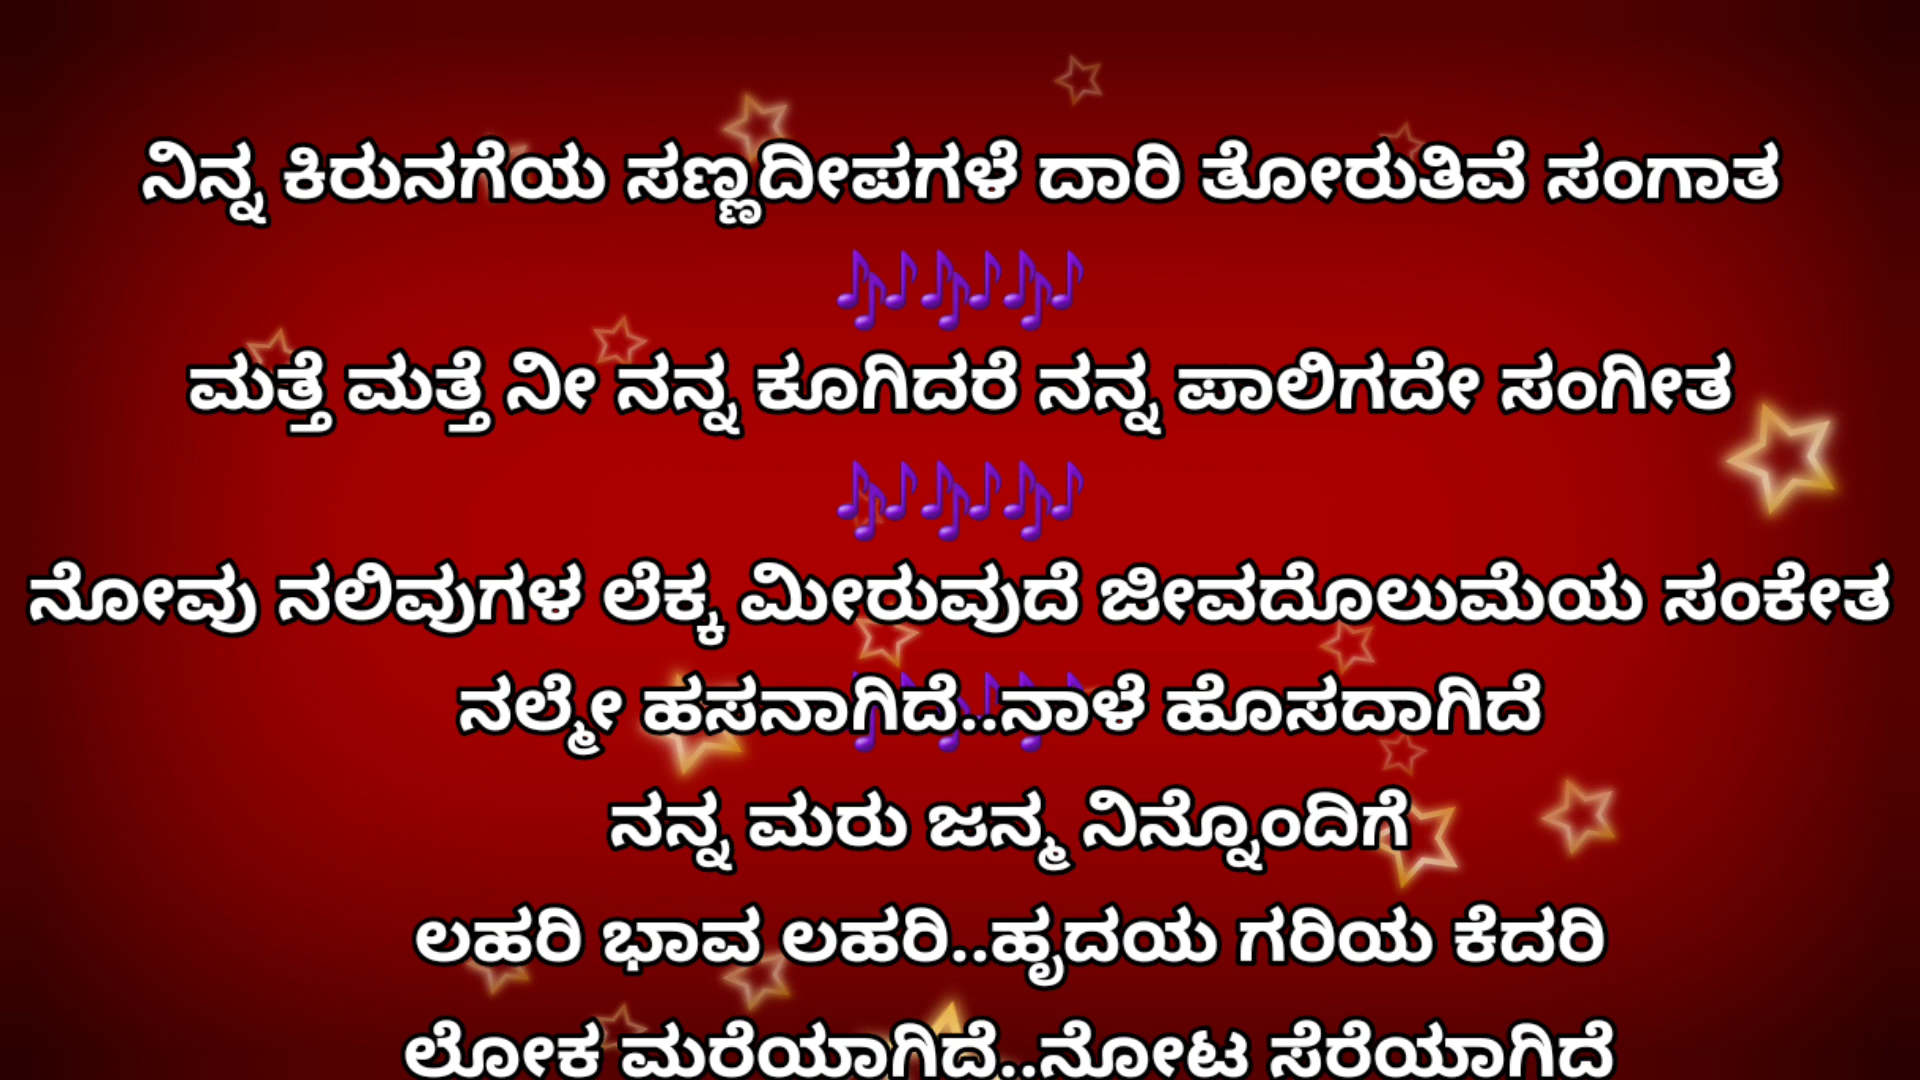 ನಿನ್ನ ಕಿರುನಗೆಯ ಸಣ್ಣದೀಪಗಳೆ ದಾರಿ ತೋರುತಿವೆ ಸಂಗಾತ
ಮತ್ತೆ ಮತ್ತೆ ನೀ ನನ್ನ ಕೂಗಿದರೆ ನನ್ನ ಪಾಲಿಗದೇ ಸಂಗೀತ
ನೋವು ನಲಿವುಗಳ ಲೆಕ್ಕ ಮೀರುವುದೆ ಜೀವದೊಲುಮೆಯ ಸಂಕೇತ
ನಲ್ಮೇ ಹಸನಾಗಿದೆ..ನಾಳೆ ಹೊಸದಾಗಿದೆ
ನನ್ನ ಮರು ಜನ್ಮ ನಿನ್ನೊಂದಿಗೆ
ಲಹರಿ ಭಾವ ಲಹರಿ..ಹೃದಯ ಗರಿಯ ಕೆದರಿ
ಲೋಕ ಮರೆಯಾಗಿದೆ..ನೋಟ ಸೆರೆಯಾಗಿದೆ